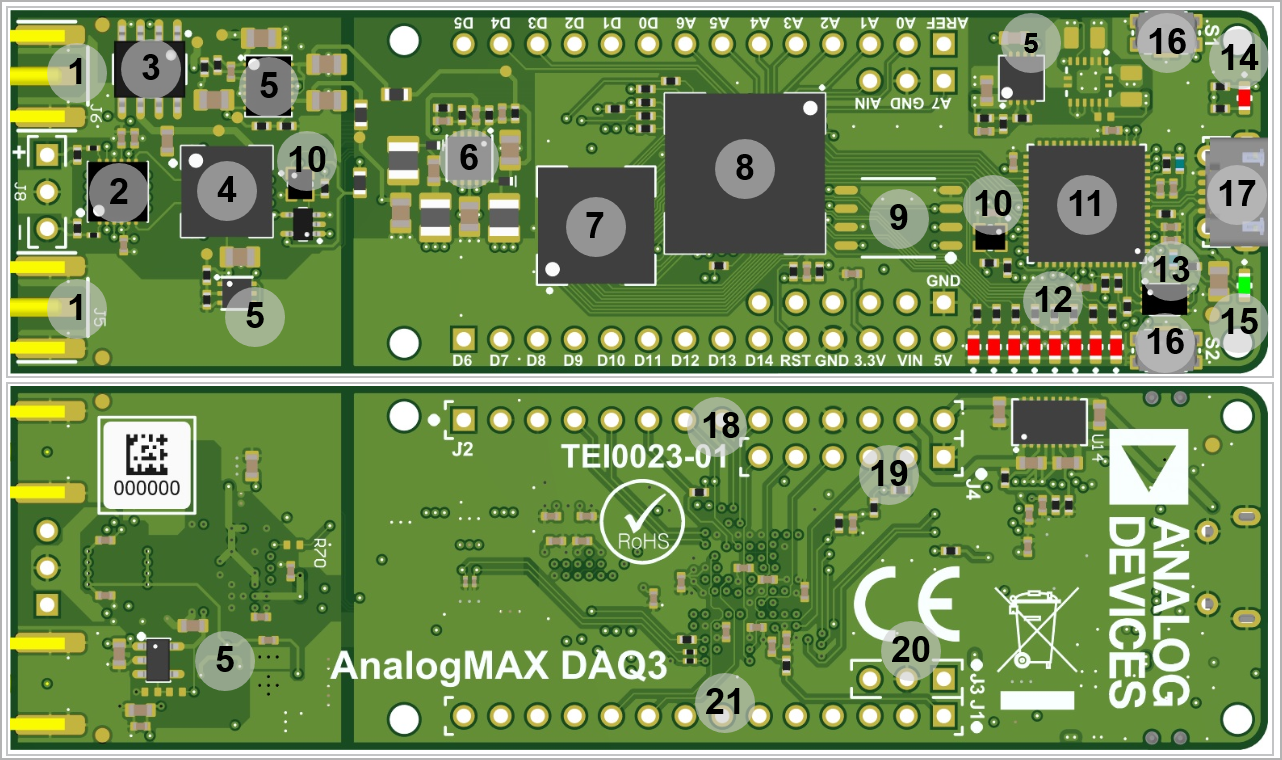 D5 D4 D3 D2 D1 D0 A6 A5 A4 A3 A2 A1 A0 AREF
S1
1 3 5 5 16 14
J6
AIN GND A7
+
J8
–
2 4 10 6 8 7 9 10 11 17
1
J5
5
GND
12 13 15 16
S2
D6 D7 D8 D9 D10 D11 D12 D13 D14 RST GND 3.3V VIN 5V
000000
J2
18
TEI0023-01
19
J4
U14
RoHS
R70
ANALOG
DEVICES
CE
5
AnalogMAX DAQ3
20
J3
J1
21